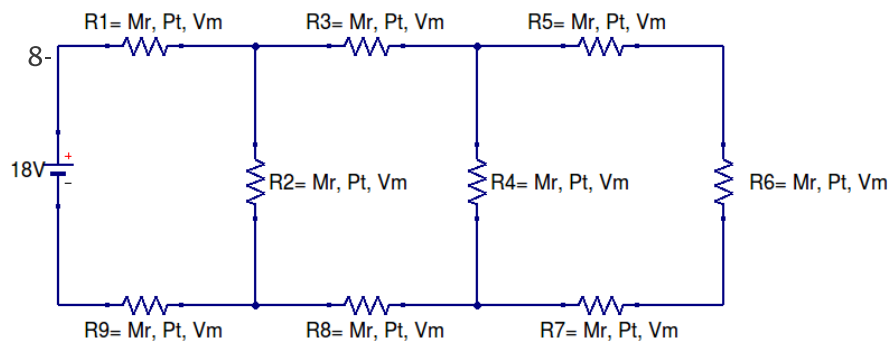 R1= Mr, Pt, Vm R3= Mr, Pt, Vm R5= Mr, Pt, Vm
8-
18V + - R2= Mr, Pt, Vm R4= Mr, Pt, Vm R6= Mr, Pt, Vm
R9= Mr, Pt, Vm R8= Mr, Pt, Vm R7= Mr, Pt, Vm